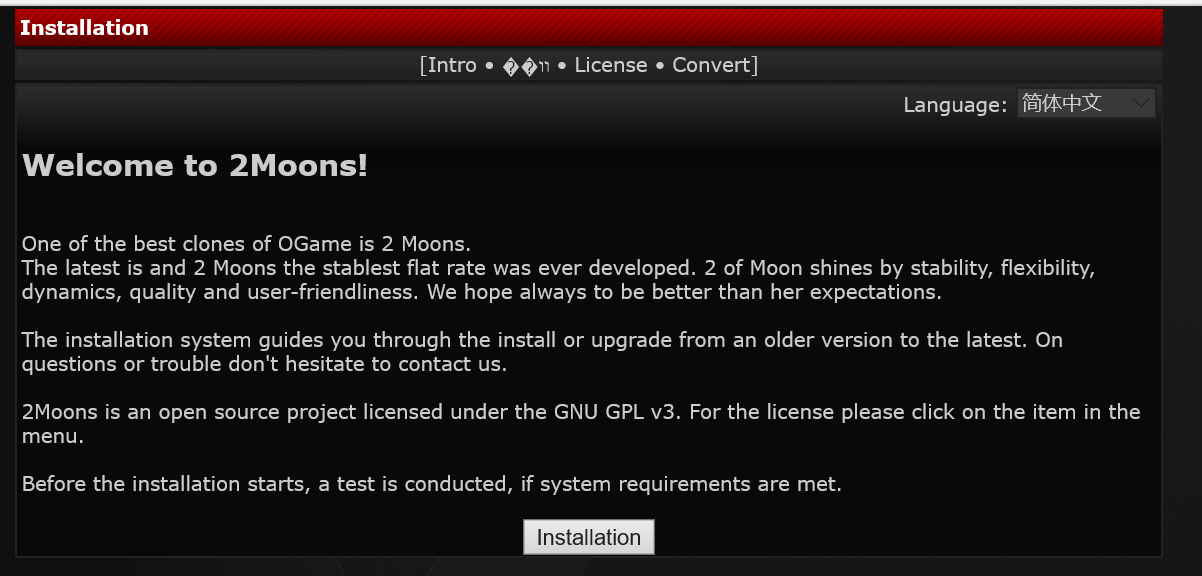 Installation
[Intro • ��װ • License • Convert]
Language: 简体中文
Welcome to 2Moons!
One of the best clones of OGame is 2 Moons.
The latest is and 2 Moons the stablest flat rate was ever developed. 2 of Moon shines by stability, flexibility,
dynamics, quality and user-friendliness. We hope always to be better than her expectations.
The installation system guides you through the install or upgrade from an older version to the latest. On
questions or trouble don't hesitate to contact us.
2Moons is an open source project licensed under the GNU GPL v3. For the license please click on the item in the
menu.
Before the installation starts, a test is conducted, if system requirements are met.
Installation